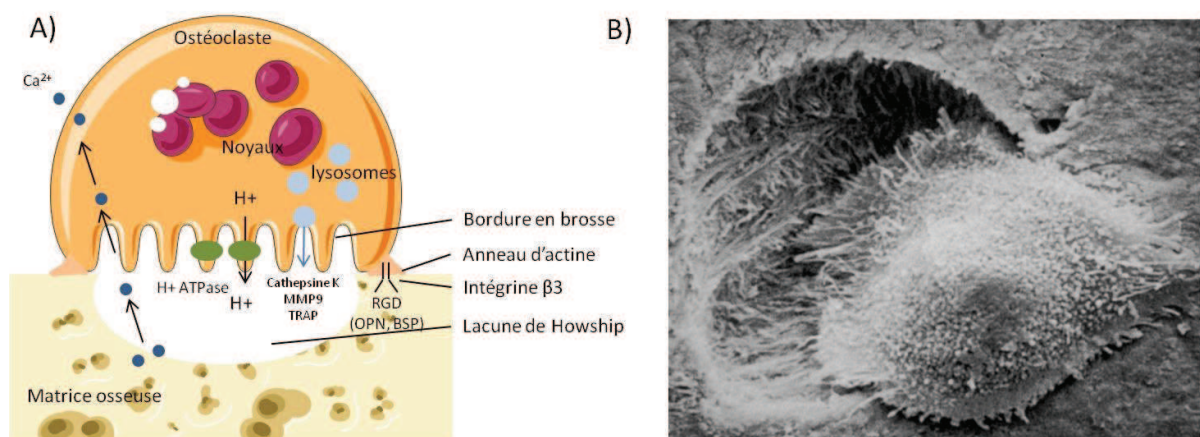 A)
B)
Ostéoclaste
Ca²⁺
Noyaux
lysosomes
H+
Bordure en brosse
Anneau d'actine
H+ ATPase
H+
Cathepsine K
MMP9
TRAP
Intégrine β3
RGD
(OPN, BSP)
Lacune de Howship
Matrice osseuse